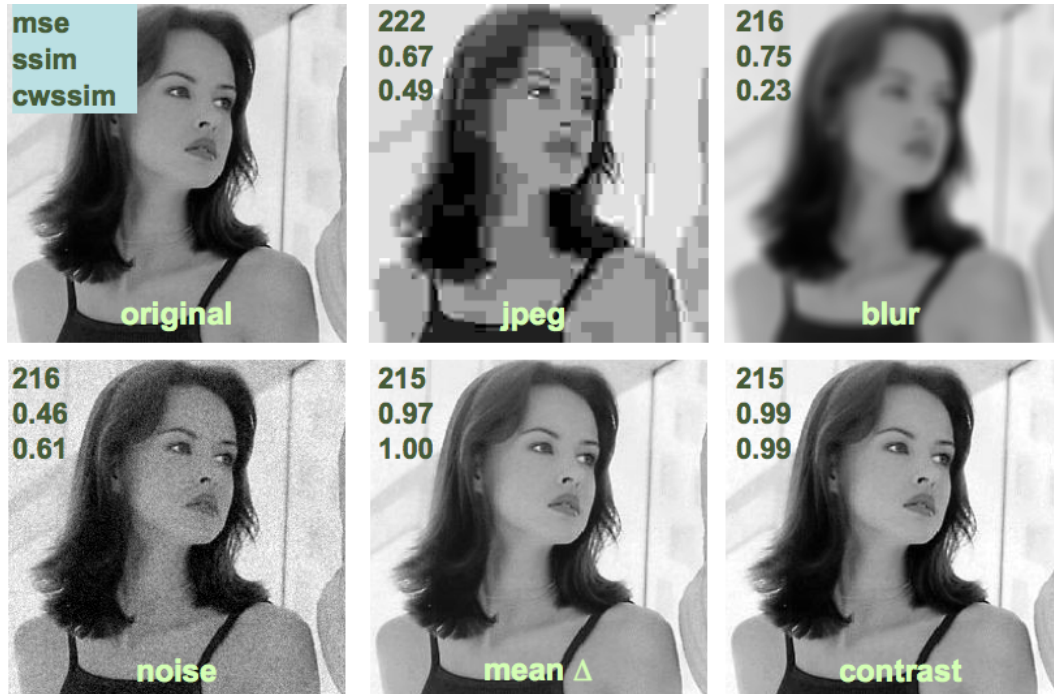 mse
ssim
cwssim
original
222
0.67
0.49
jpeg
216
0.75
0.23
blur
216
0.46
0.61
noise
215
0.97
1.00
mean Δ
215
0.99
0.99
contrast